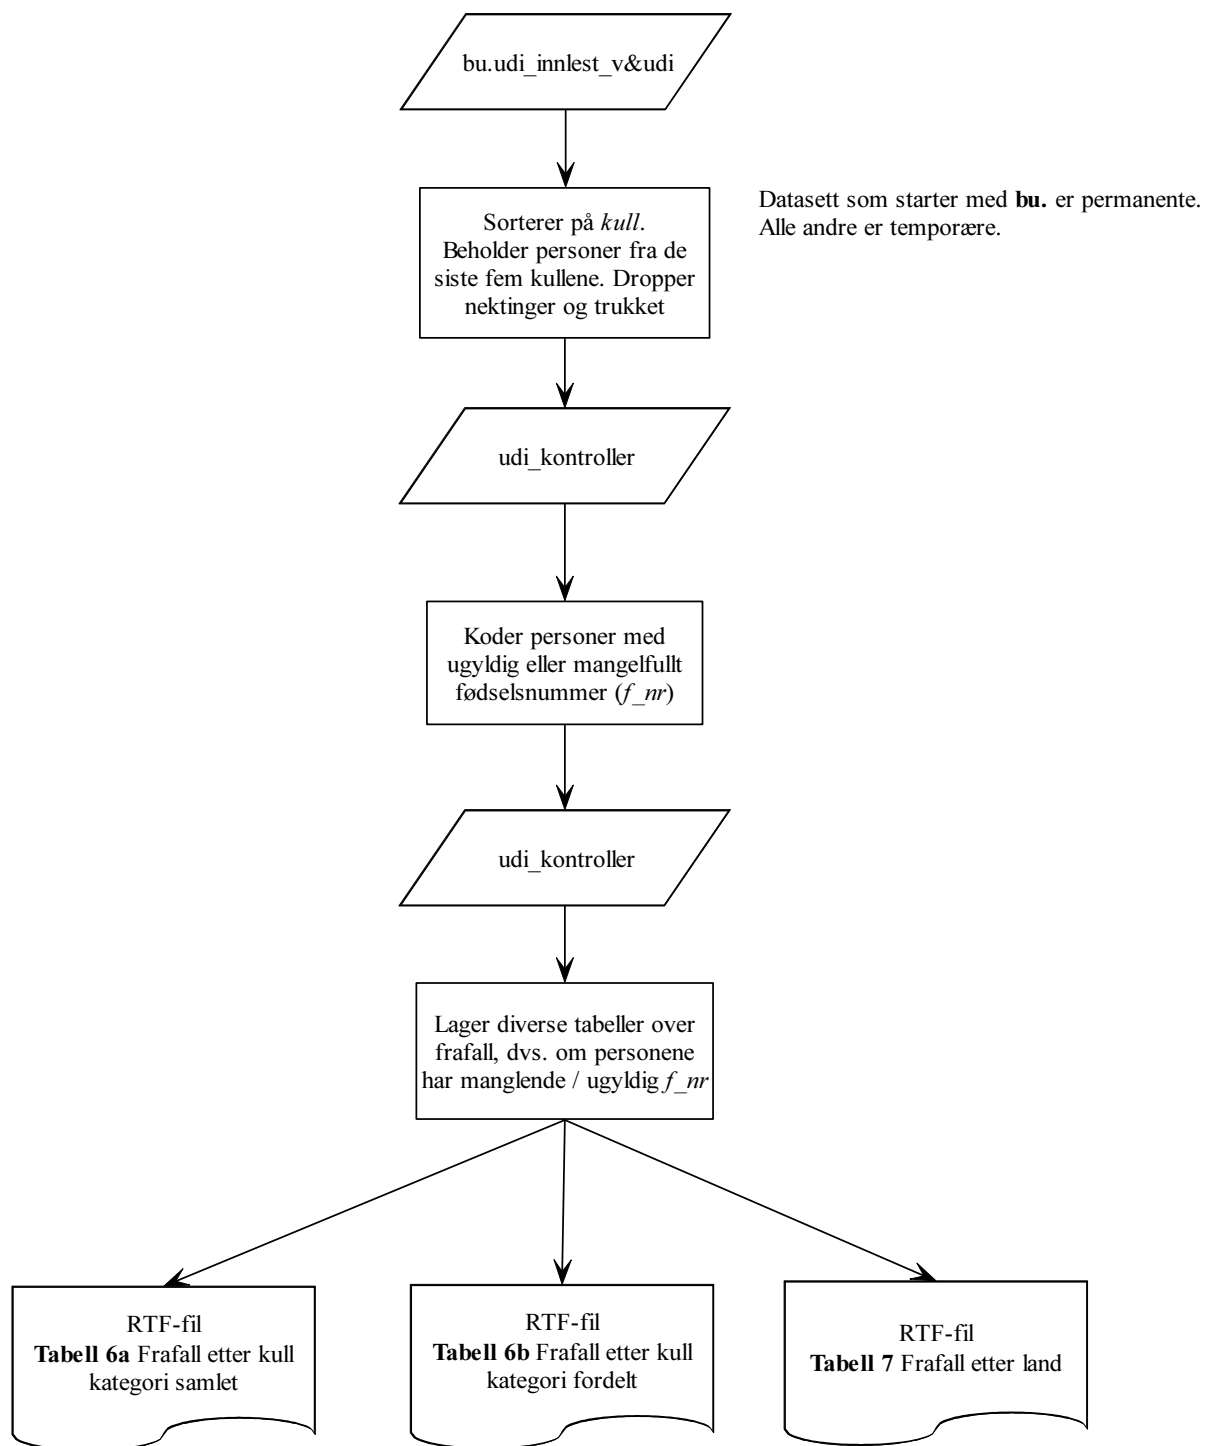 bu.udi_innlest_v&udi
Sorterer på kull.
Beholder personer fra de
siste fem kullene. Dropper
nektinger og trukket
Datasett som starter med bu. er permanente.
Alle andre er temporære.
udi_kontroller
Koder personer med
ugyldig eller mangelfullt
fødselsnummer (f_nr)
udi_kontroller
Lager diverse tabeller over
frafall, dvs. om personene
har manglende / ugyldig f_nr
RTF-fil
Tabell 6a Frafall etter kull
kategori samlet
RTF-fil
Tabell 6b Frafall etter kull
kategori fordelt
RTF-fil
Tabell 7 Frafall etter land